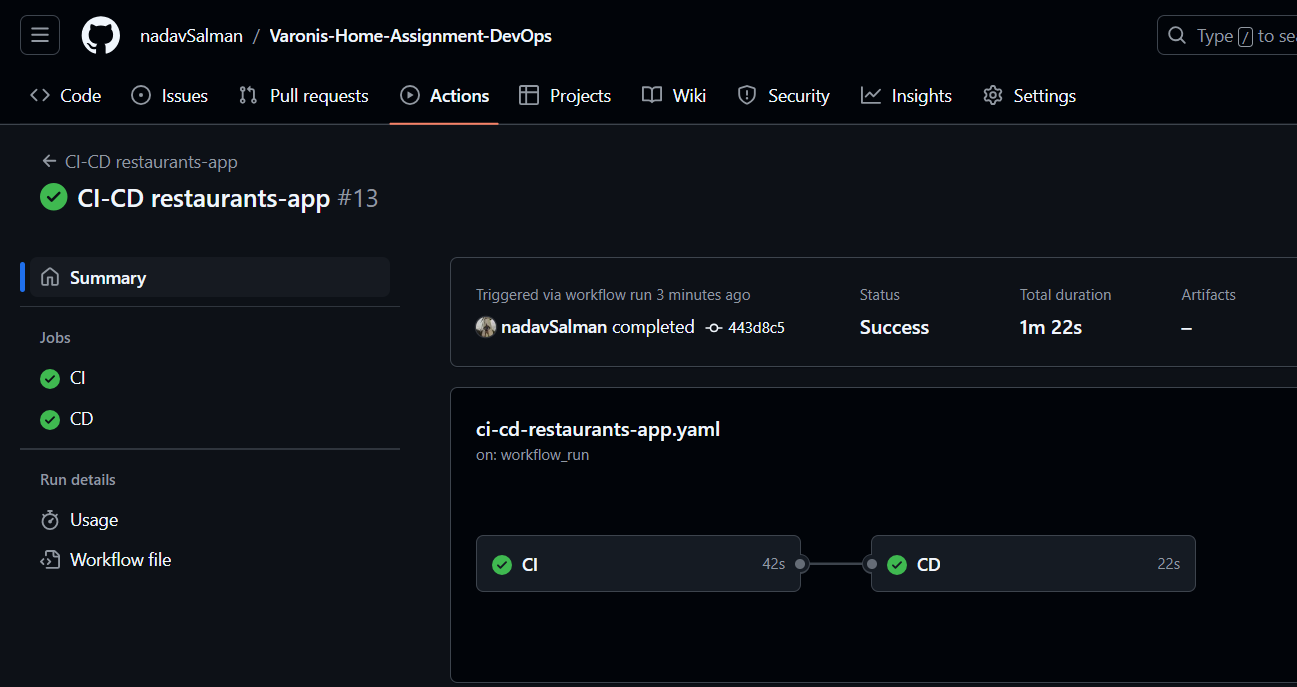 nadavSalman / Varonis-Home-Assignment-DevOps
Type / to se
Code Issues Pull requests Actions Projects Wiki Security Insights Settings
CI-CD restaurants-app
CI-CD restaurants-app #13
Summary
Jobs
CI
CD
Run details
Usage
Workflow file
Triggered via workflow run 3 minutes ago
nadavSalman completed 443d8c5
Status
Success
Total duration
1m 22s
Artifacts
–
ci-cd-restaurants-app.yaml
on: workflow_run
CI 42s
CD 22s